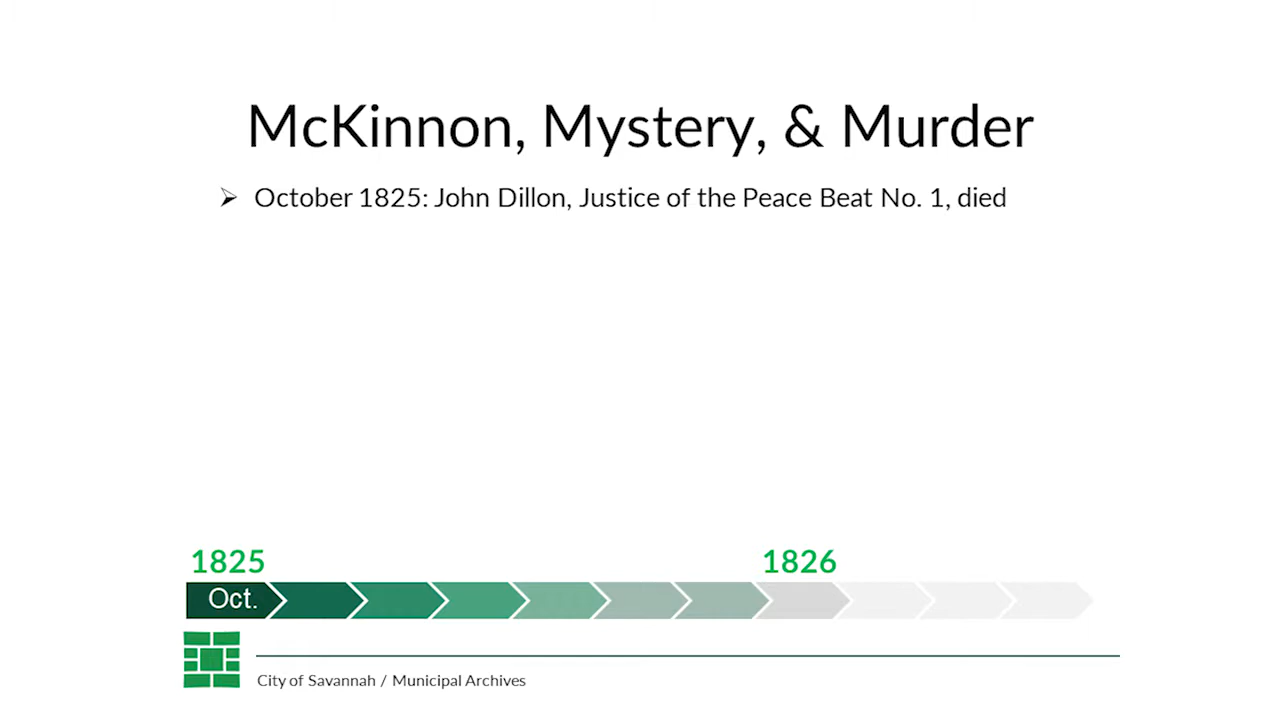 McKinnon, Mystery, & Murder
➢ October 1825: John Dillon, Justice of the Peace Beat No. 1, died
1825 1826
Oct.
City of Savannah / Municipal Archives